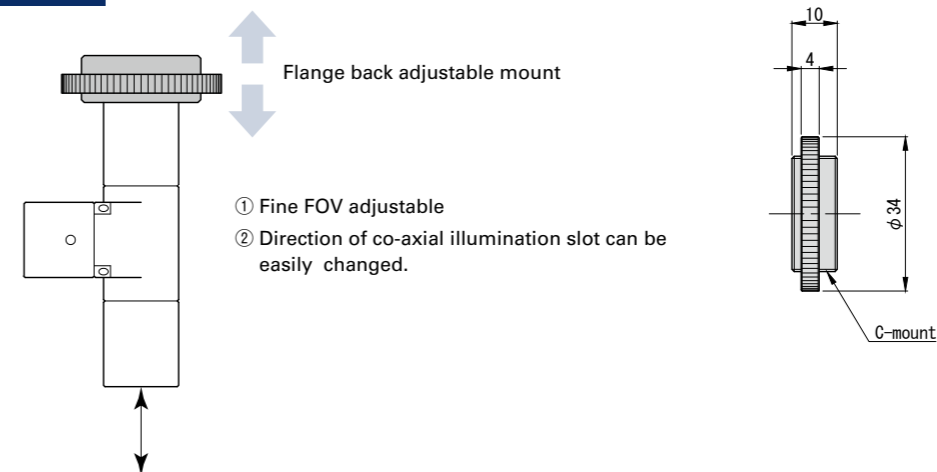 10
4
Flange back adjustable mount
① Fine FOV adjustable
② Direction of co-axial illumination slot can be
easily changed.
φ34
C-mount